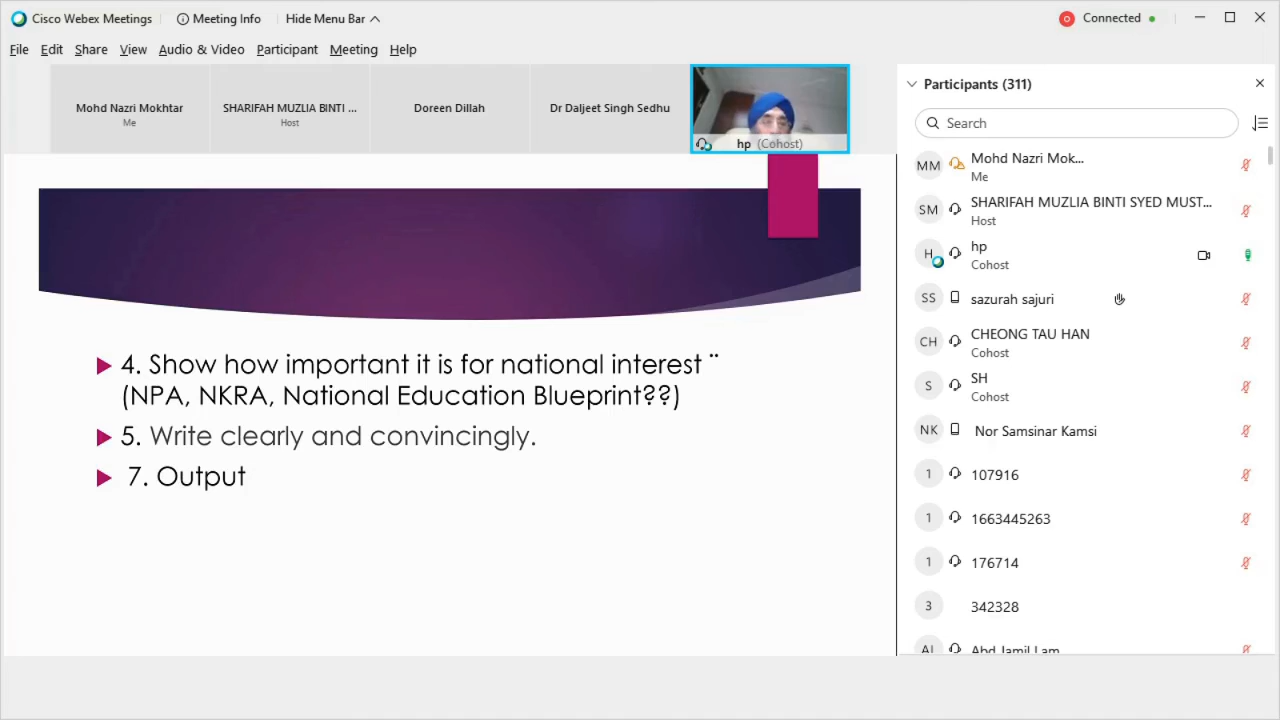 Cisco Webex Meetings
Meeting Info
Hide Menu Bar
Connected
File Edit Share View Audio & Video Participant Meeting Help
Mohd Nazri Mokhtar
Me
SHARIFAH MUZLIA BINTI ...
Host
Doreen Dillah
Dr Daljeet Singh Sedhu
hp (Cohost)
4. Show how important it is for national interest ¨
(NPA, NKRA, National Education Blueprint??)
5. Write clearly and convincingly.
7. Output
Participants (311)
Search
MM Mohd Nazri Mok...
Me
SM SHARIFAH MUZLIA BINTI SYED MUST...
Host
H hp
Cohost
SS sazurah sajuri
CH CHEONG TAU HAN
Cohost
S SH
Cohost
NK Nor Samsinar Kamsi
1 107916
1 1663445263
1 176714
3 342328
Abd Jamil Lam